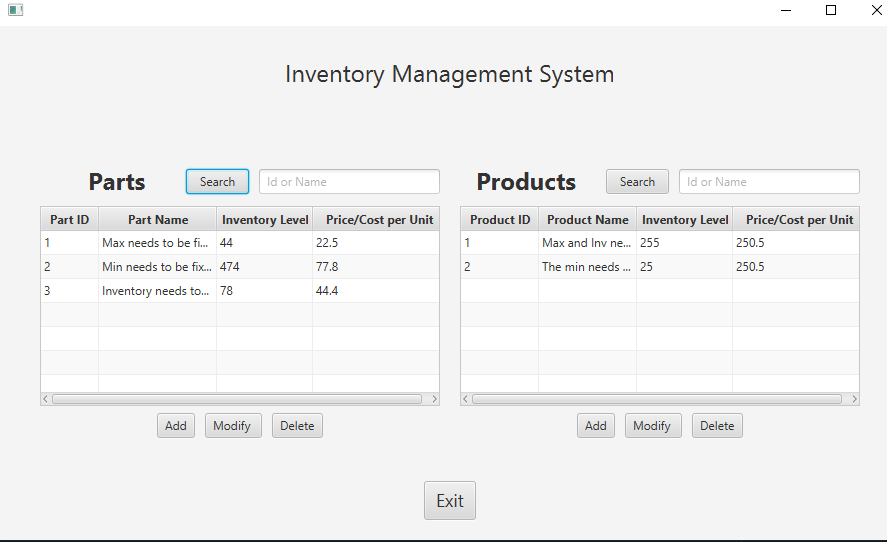 Inventory Management System
Parts Search Id or Name
Products Search Id or Name
Part ID Part Name Inventory Level Price/Cost per Unit
1 Max needs to be fi... 44 22.5
2 Min needs to be fix... 474 77.8
3 Inventory needs to... 78 44.4
Product ID Product Name Inventory Level Price/Cost per Unit
1 Max and Inv ne... 255 250.5
2 The min needs ... 25 250.5
Add Modify Delete
Add Modify Delete
Exit